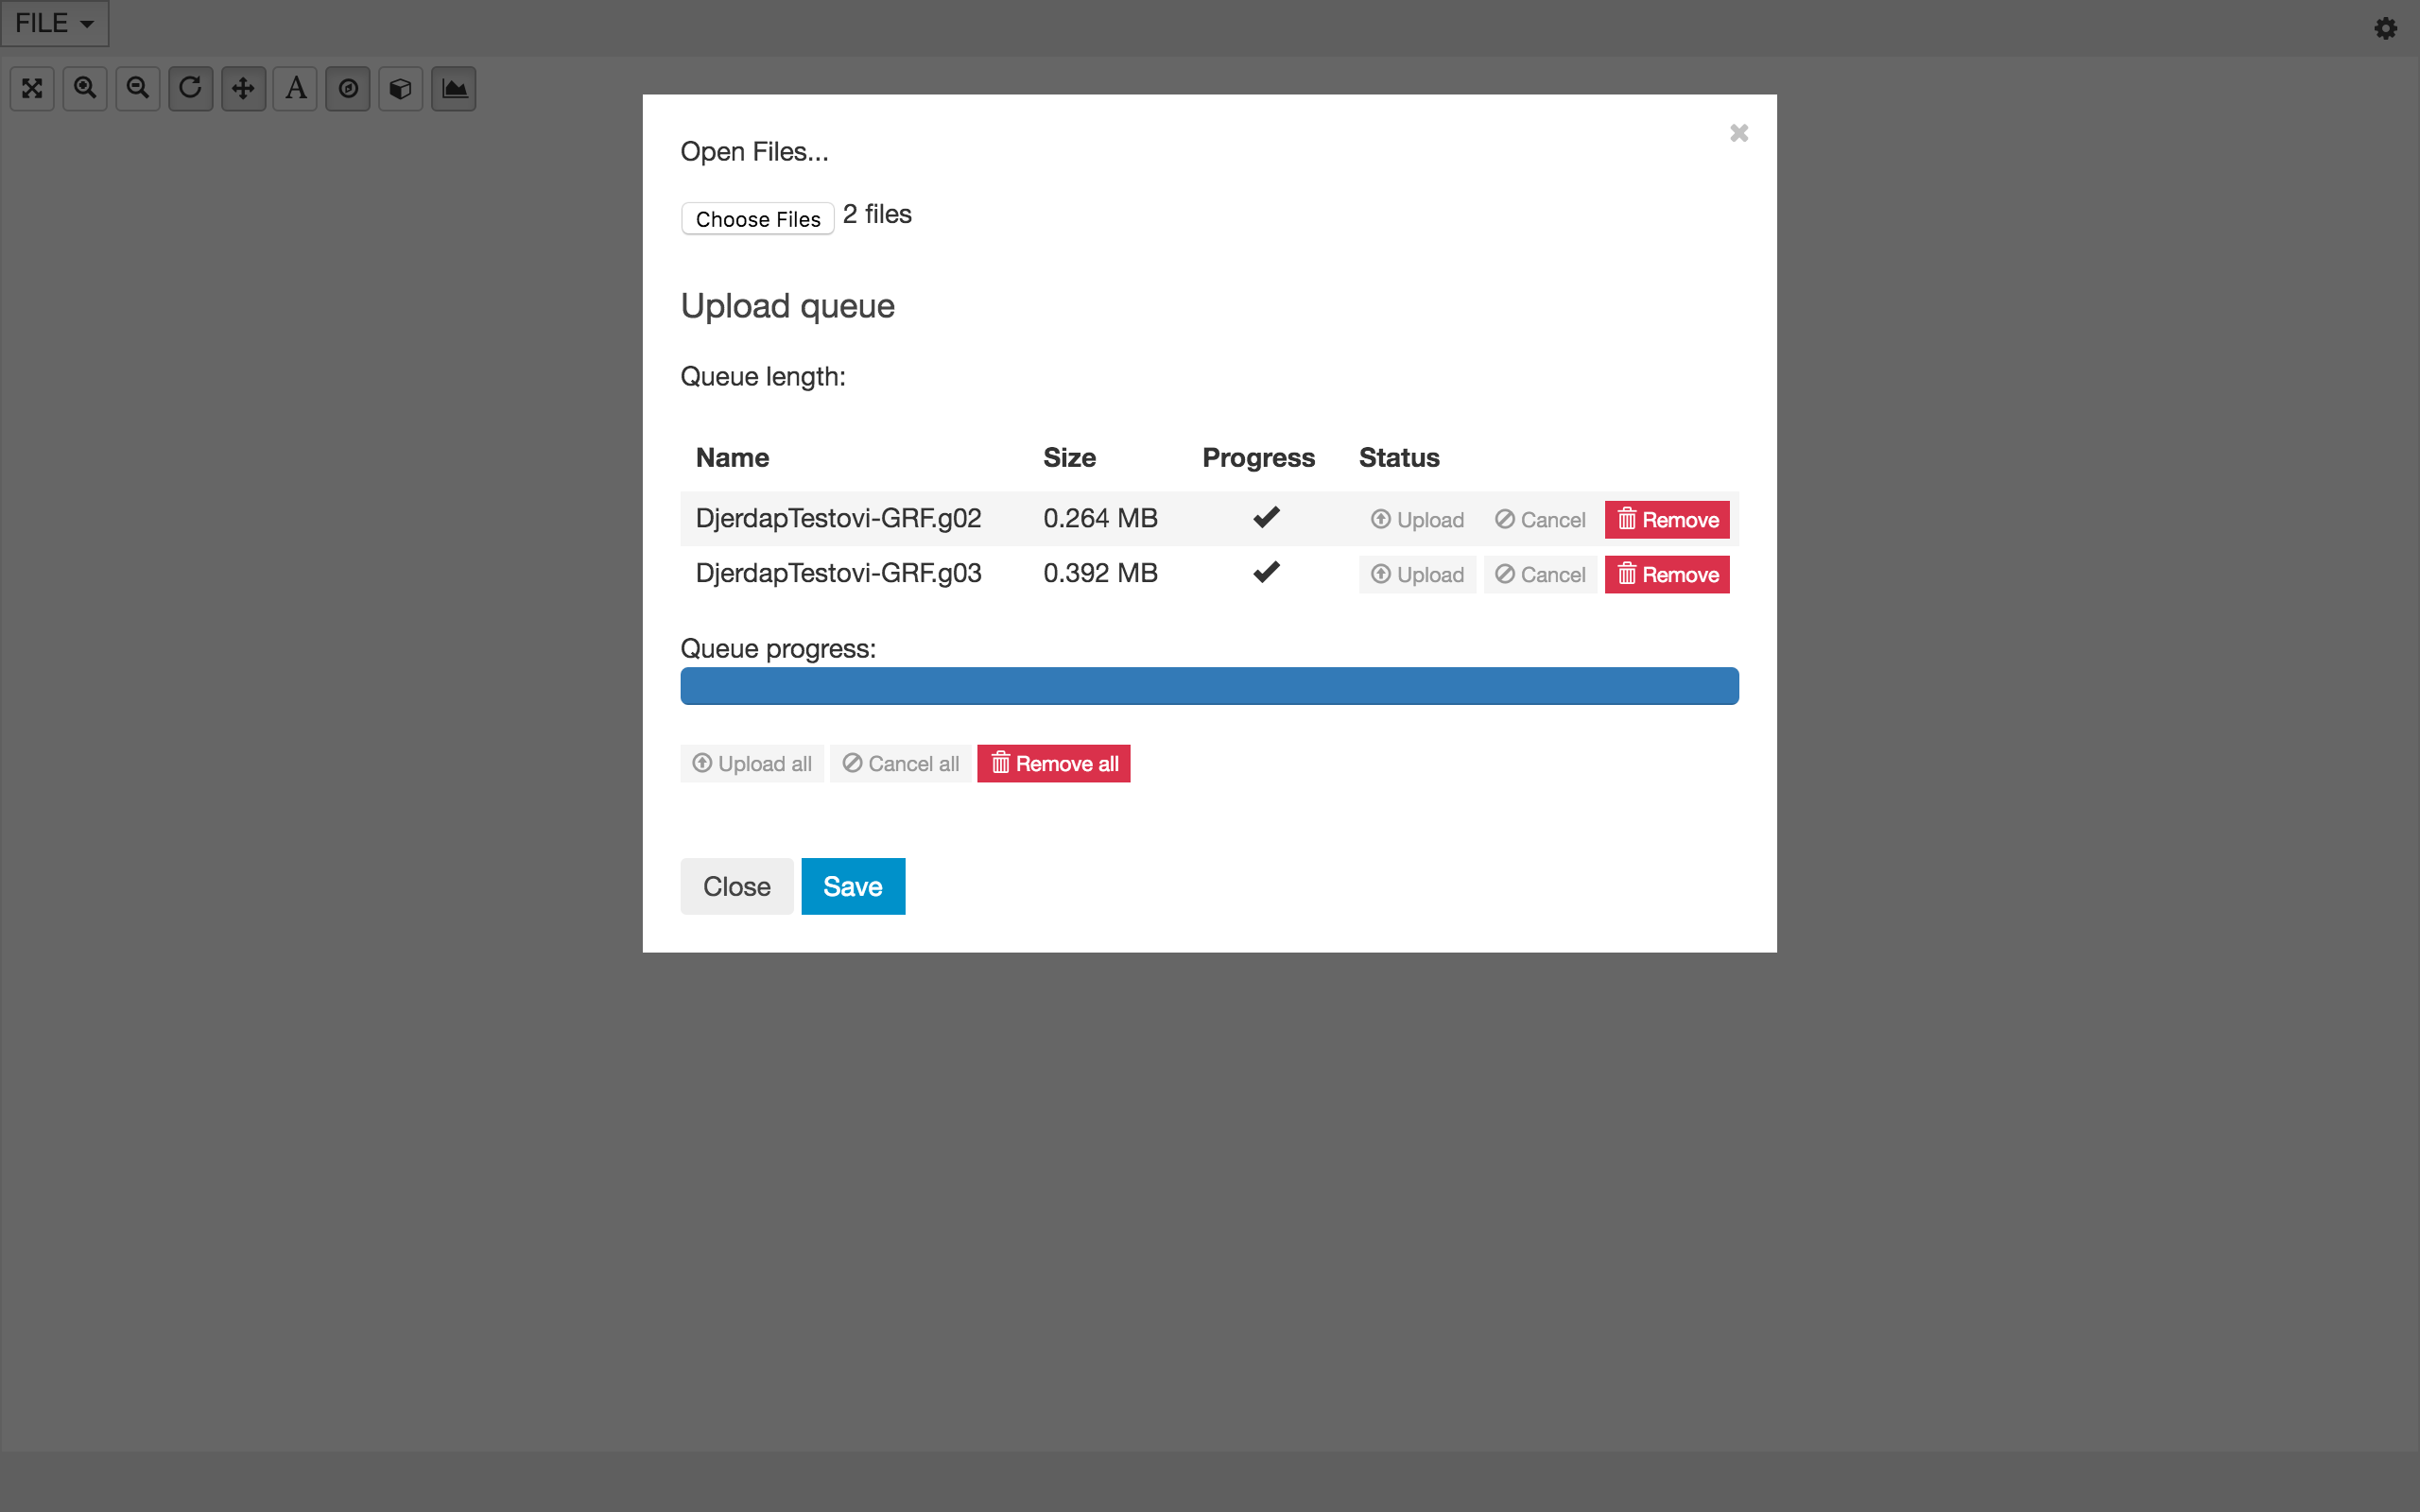 FILE
A
Open Files...
Choose Files 2 files
Upload queue
Queue length:
Name Size Progress Status
DjerdapTestovi-GRF.g02 0.264 MB Upload Cancel Remove
DjerdapTestovi-GRF.g03 0.392 MB Upload Cancel Remove
Queue progress:
Upload all Cancel all Remove all
Close Save